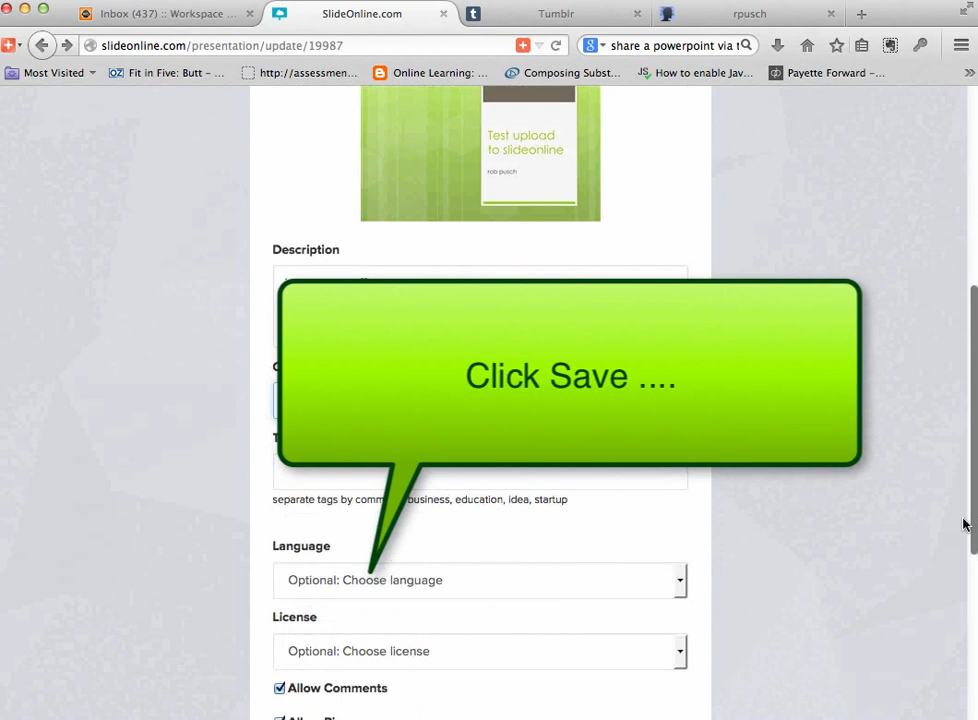 Inbox (437) :: Workspace ...
SlideOnline.com
Tumblr
rpusch
slideonline.com/presentation/update/19987
share a powerpoint via t
Most Visited
Fit in Five: Butt – ...
http://assessmen...
Online Learning: ...
Composing Subst...
How to enable Jav...
Payette Forward –...
Test upload
to slideonline
rob pusch
Description
Click Save ....
separate tags by comm business, education, idea, startup
Language
Optional: Choose language
License
Optional: Choose license
Allow Comments